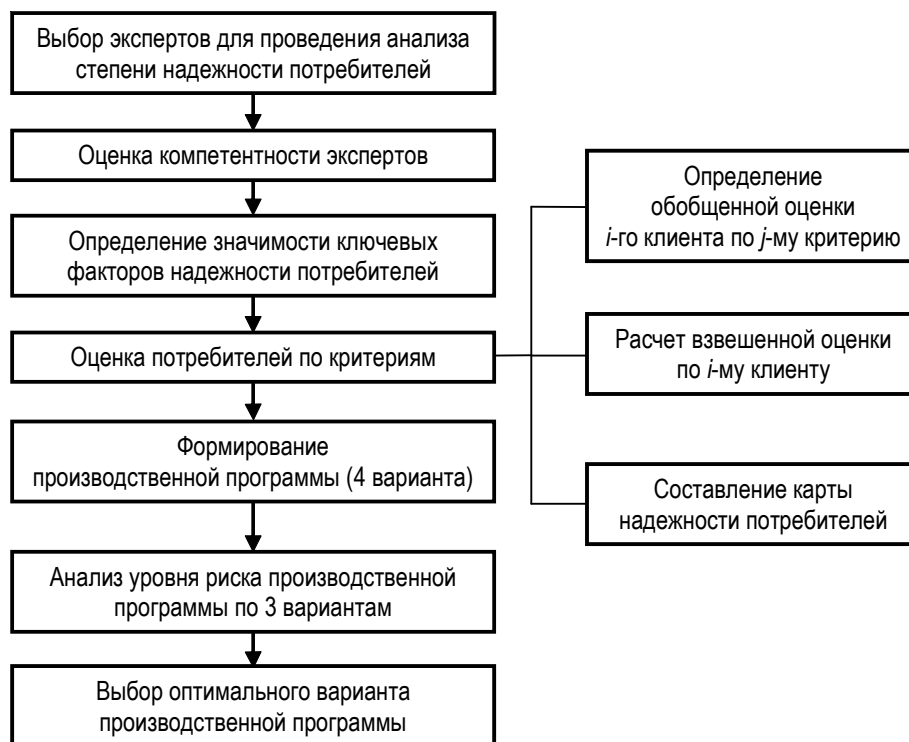 Выбор экспертов для проведения анализа
степени надежности потребителей
Оценка компетентности экспертов
Определение значимости ключевых
факторов надежности потребителей
Оценка потребителей по критериям
Формирование
производственной программы (4 варианта)
Анализ уровня риска производственной
программы по 3 вариантам
Выбор оптимального варианта
производственной программы
Определение
обобщенной оценки
i-го клиента по j-му критерию
Расчет взвешенной оценки
по i-му клиенту
Составление карты
надежности потребителей